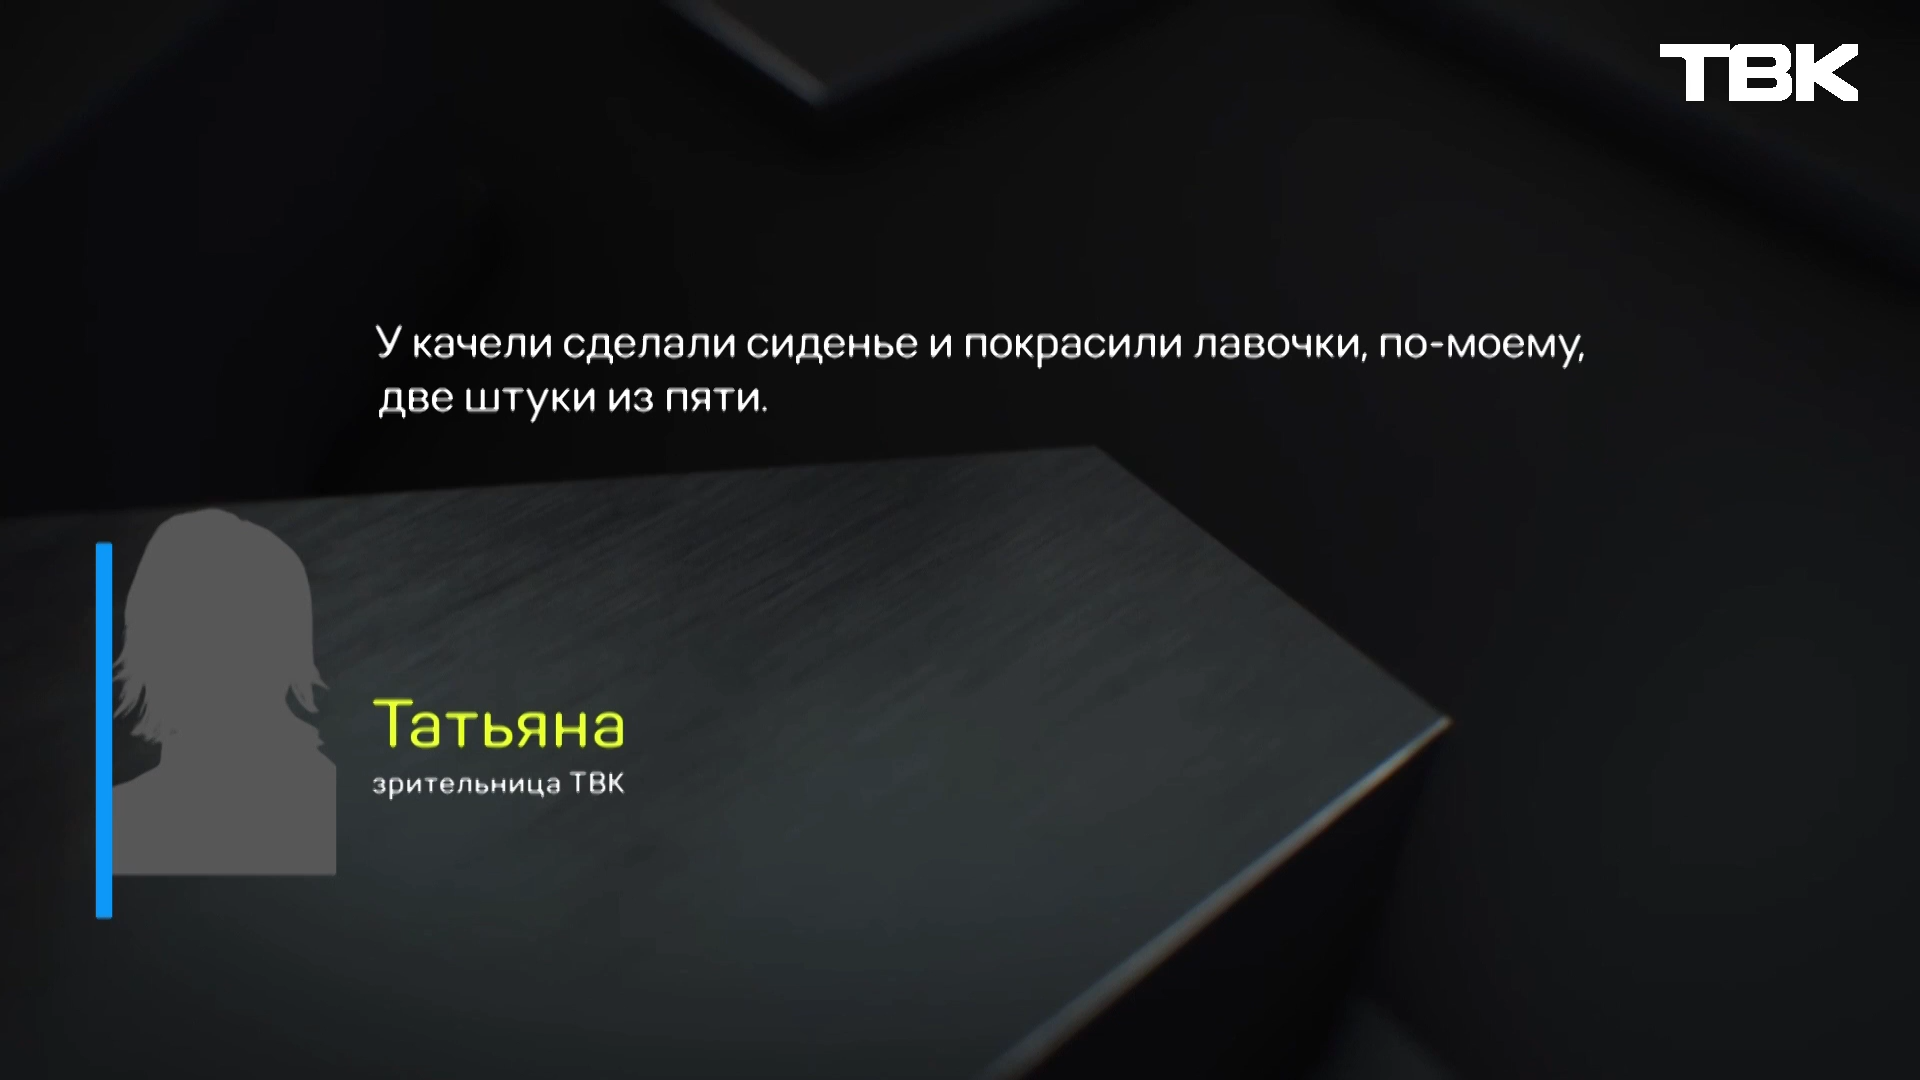 ТВК
У качели сделали сиденье и покрасили лавочки, по-моему,
две штуки из пяти.
Татьяна
зрительница ТВК